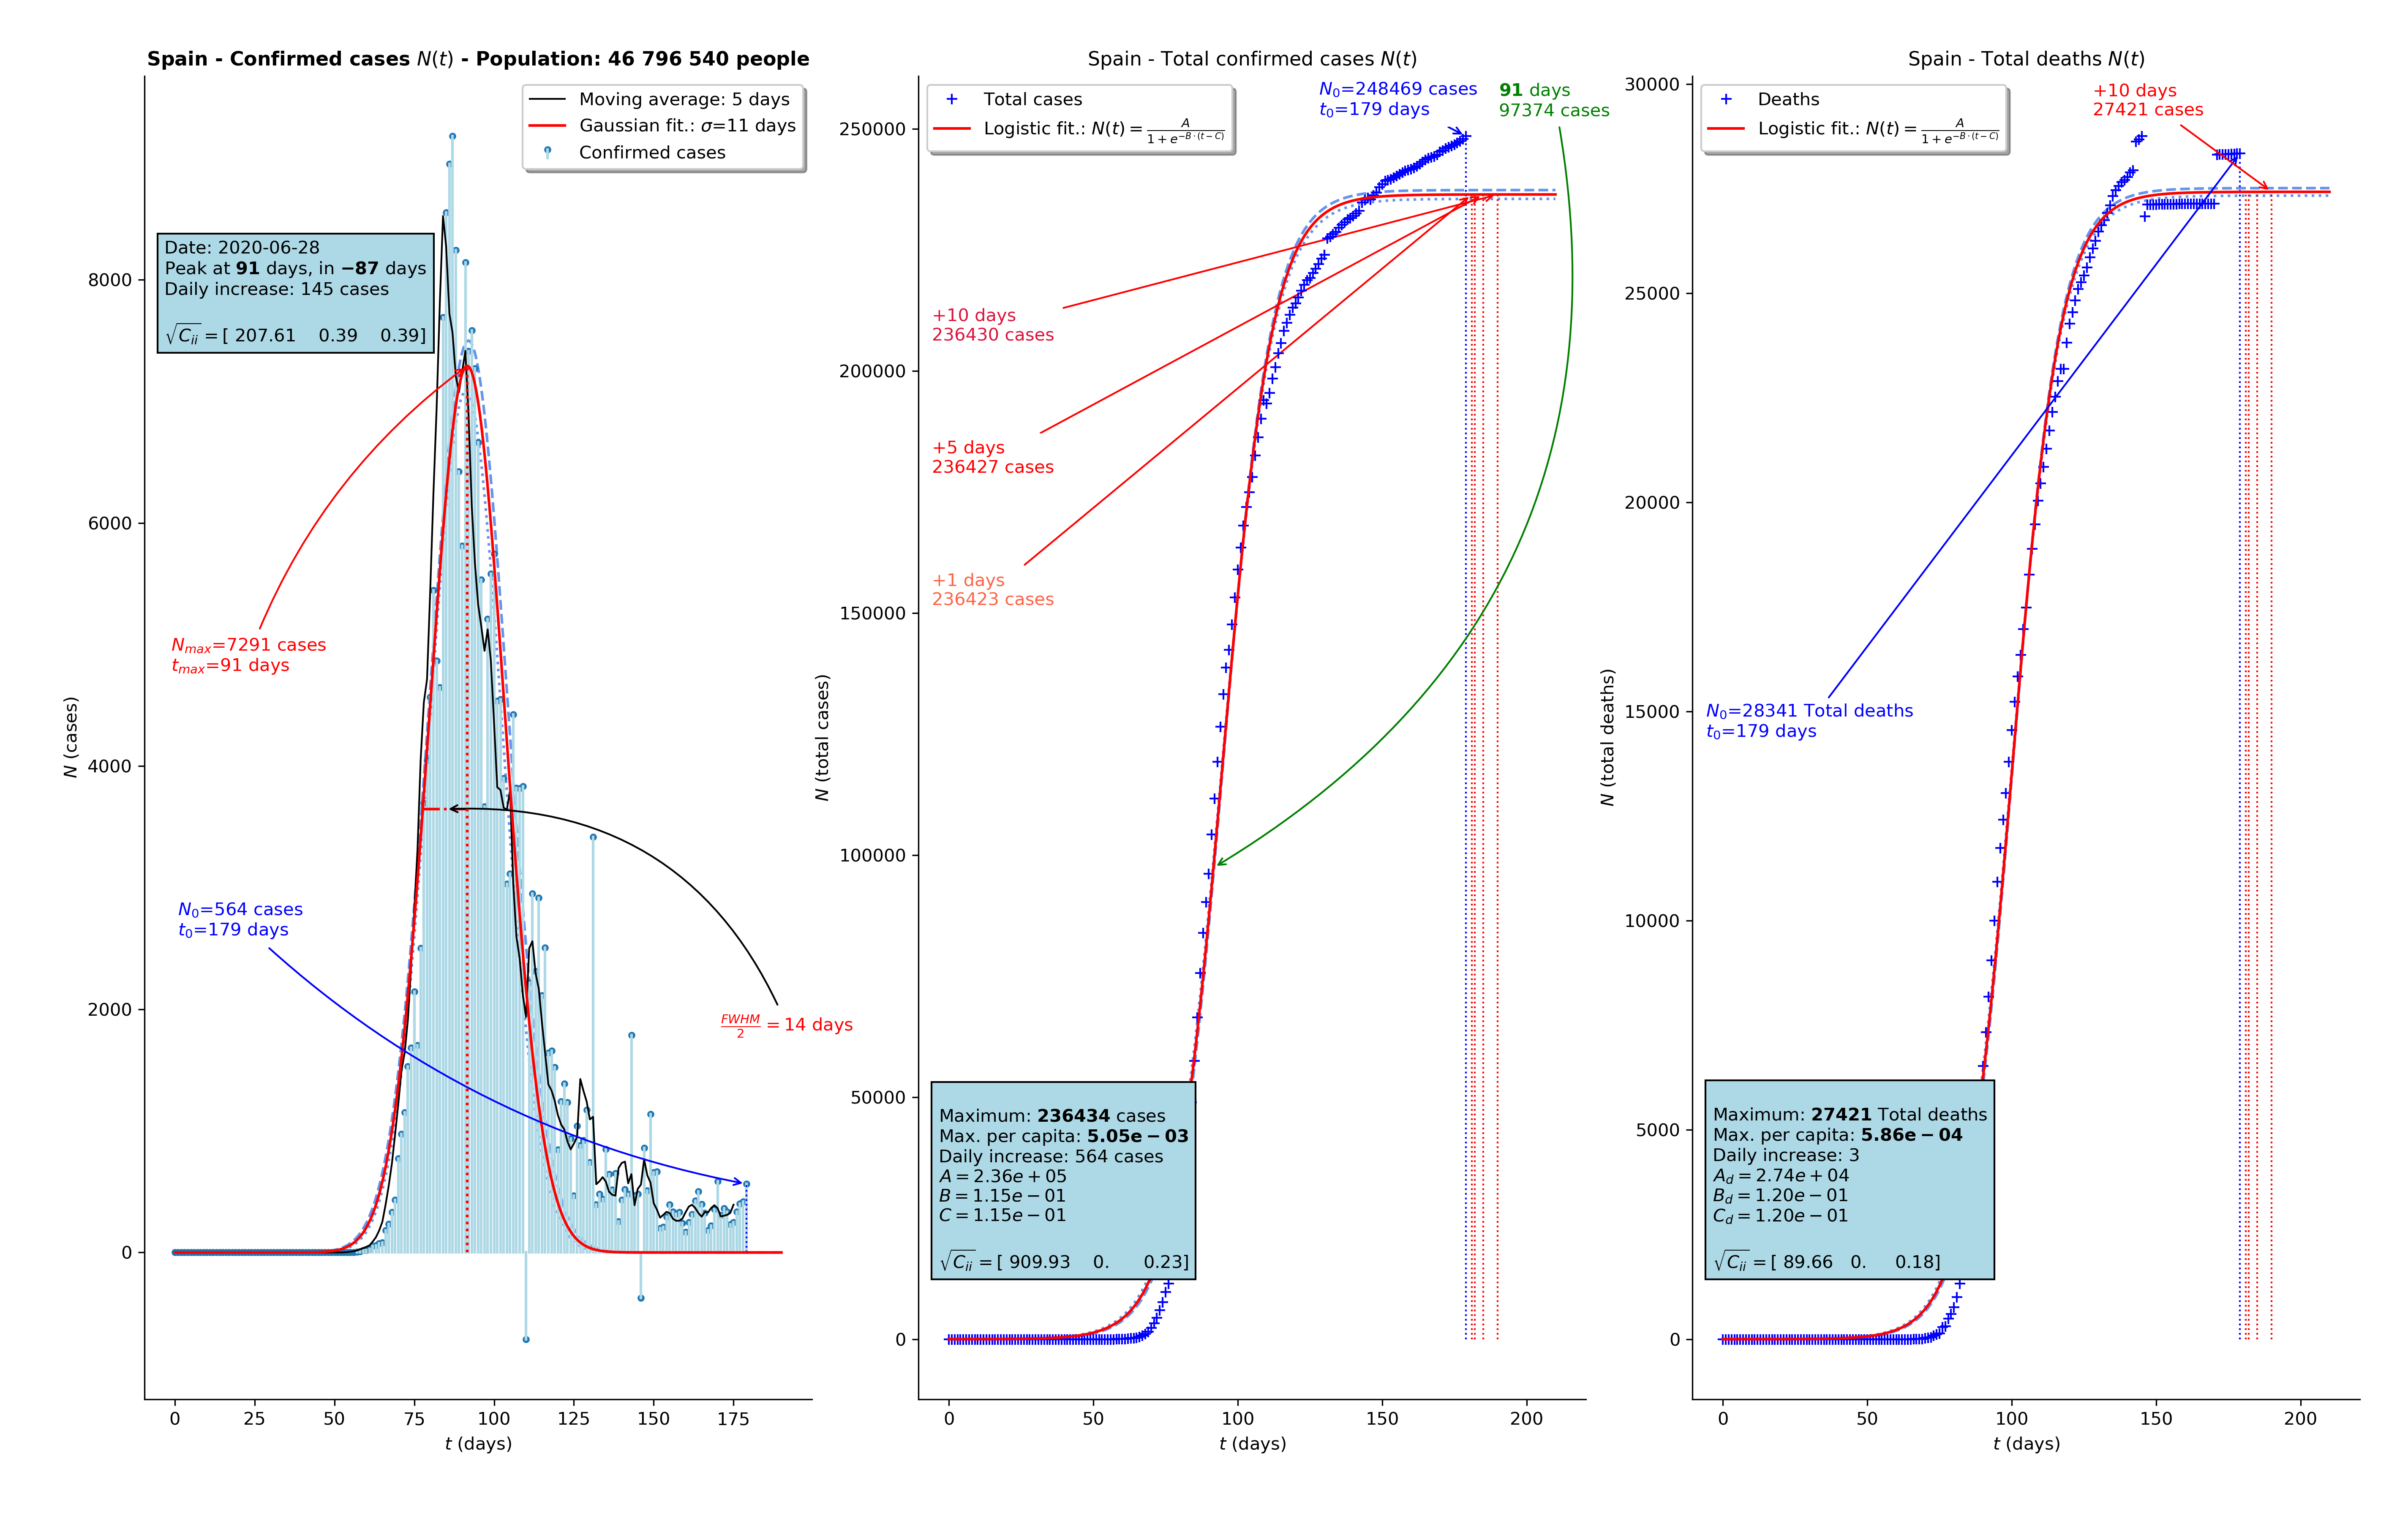 Spain - Confirmed cases N(t) - Population: 46 796 540 people
Moving average: 5 days
Gaussian fit.: σ=11 days
Confirmed cases
Date: 2020-06-28
Peak at 91 days, in −87 days
Daily increase: 145 cases
√C_ii = [ 207.61 0.39 0.39]
N_max=7291 cases
t_max=91 days
N_0=564 cases
t_0=179 days
FWHM/2 = 14 days
N (cases)
8000
6000
4000
2000
0
0 25 50 75 100 125 150 175
t (days)
Spain - Total confirmed cases N(t)
Total cases
Logistic fit.: N(t) = A/(1 + e^(−B·(t−C)))
N_0=248469 cases
t_0=179 days
91 days
97374 cases
+10 days
236430 cases
+5 days
236427 cases
+1 days
236423 cases
Maximum: 236434 cases
Max. per capita: 5.05e − 03
Daily increase: 564 cases
A = 2.36e + 05
B = 1.15e − 01
C = 1.15e − 01
√C_ii = [ 909.93 0. 0.23]
N (total cases)
250000
200000
150000
100000
50000
0
0 50 100 150 200
t (days)
Spain - Total deaths N(t)
Deaths
Logistic fit.: N(t) = A/(1 + e^(−B·(t−C)))
+10 days
27421 cases
N_0=28341 Total deaths
t_0=179 days
Maximum: 27421 Total deaths
Max. per capita: 5.86e − 04
Daily increase: 3
A_d = 2.74e + 04
B_d = 1.20e − 01
C_d = 1.20e − 01
√C_ii = [ 89.66 0. 0.18]
N (total deaths)
30000
25000
20000
15000
10000
5000
0
0 50 100 150 200
t (days)